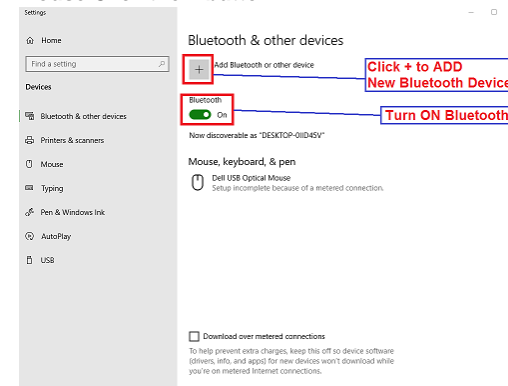 Settings
Home
Bluetooth & other devices
Add Bluetooth or other device
Click + to ADD
New Bluetooth Device
Find a setting
Devices
Bluetooth
On
Turn ON Bluetooth
Bluetooth & other devices
Now discoverable as "DESKTOP-0IID45V"
Printers & scanners
Mouse, keyboard, & pen
Mouse
Dell USB Optical Mouse
Setup incomplete because of a metered connection.
Typing
Pen & Windows Ink
AutoPlay
USB
Download over metered connections
To help prevent extra charges, keep this off so device software
(drivers, info, and apps) for new devices won't download while
you're on metered Internet connections.